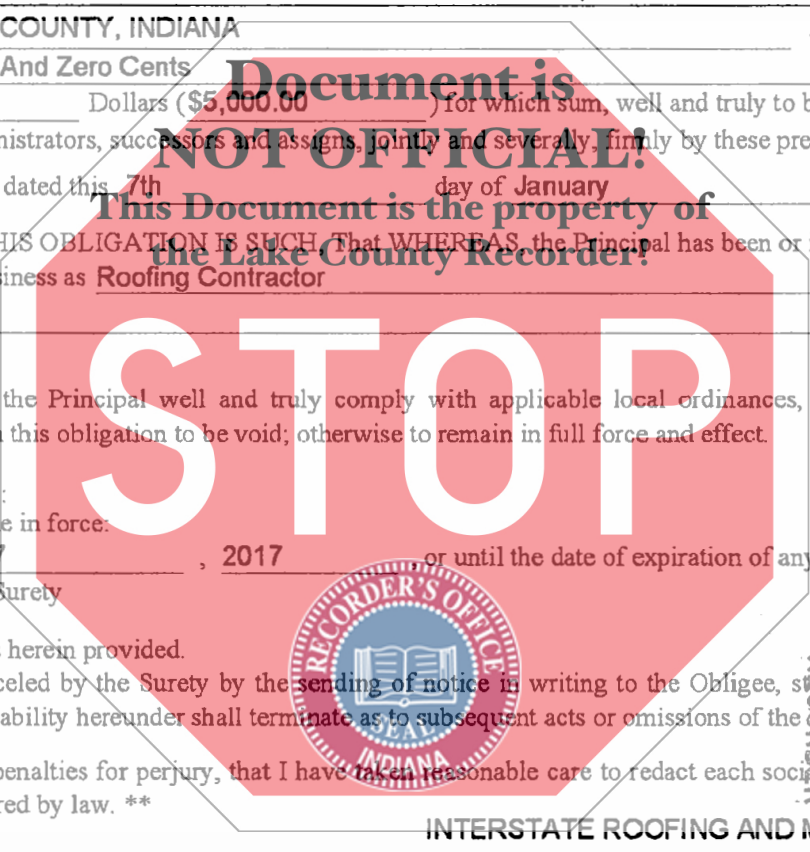 COUNTY, INDIANA
And Zero Cents
Document is
Dollars ($5,000.00 ) for which sum, well and truly to b
nistrators, successors and assigns, jointly and severally, firmly by these pre
NOT OFFICIAL!
dated this 7th day of January
This Document is the property of
HIS OBLIGATION IS SUCH, That WHEREAS, the Principal has been or
the Lake County Recorder!
iness as Roofing Contractor
STOP
the Principal well and truly comply with applicable local ordinances,
this obligation to be void; otherwise to remain in full force and effect.
:
e in force:
, 2017 , or until the date of expiration of any
Surety
herein provided.
celed by the Surety by the sending of notice in writing to the Obligee, st
ability hereunder shall terminate as to subsequent acts or omissions of the
RECORDER'S OFFICE
SEAL
INDIANA
penalties for perjury, that I have taken reasonable care to redact each soci
red by law. **
INTERSTATE ROOFING AND M